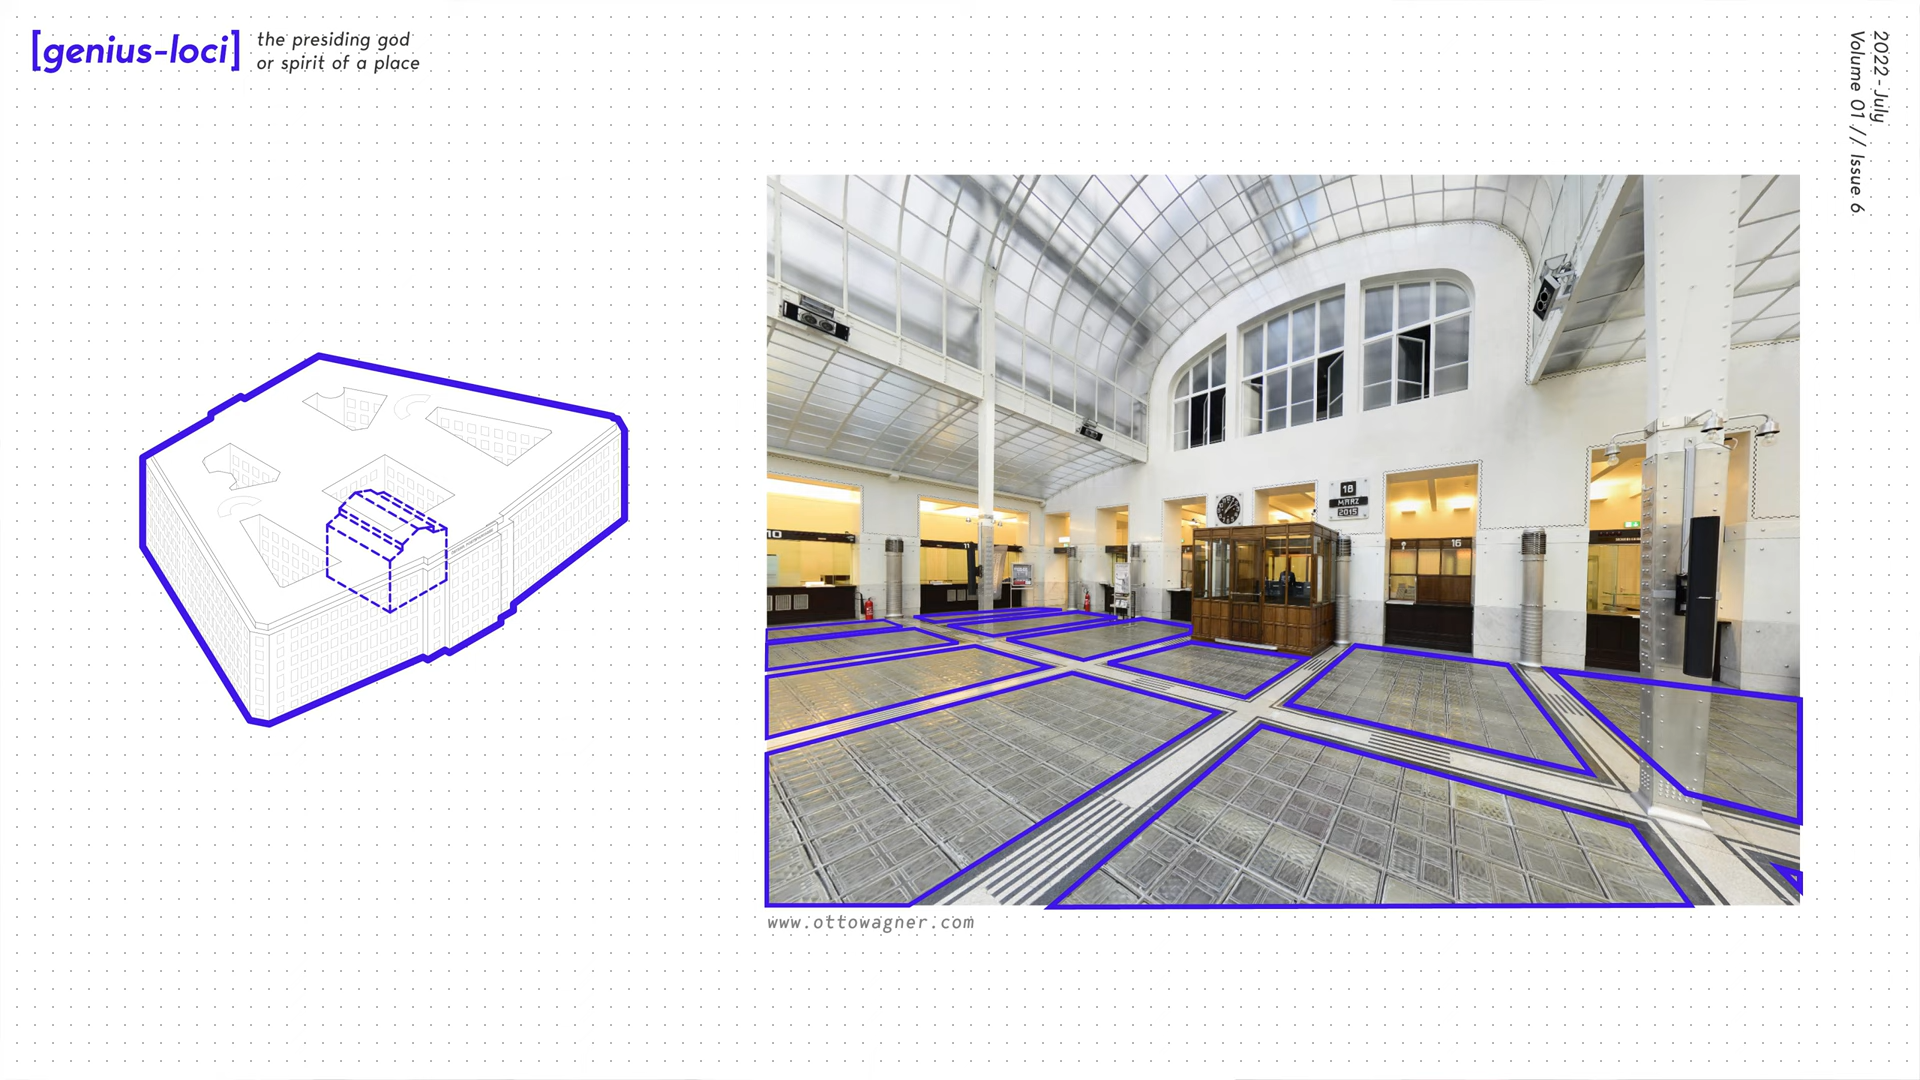 [genius-loci]
the presiding god
or spirit of a place
2022 - July
Volume 01 // Issue 6
10
11
18
MÄRZ
2015
16
www.ottowagner.com